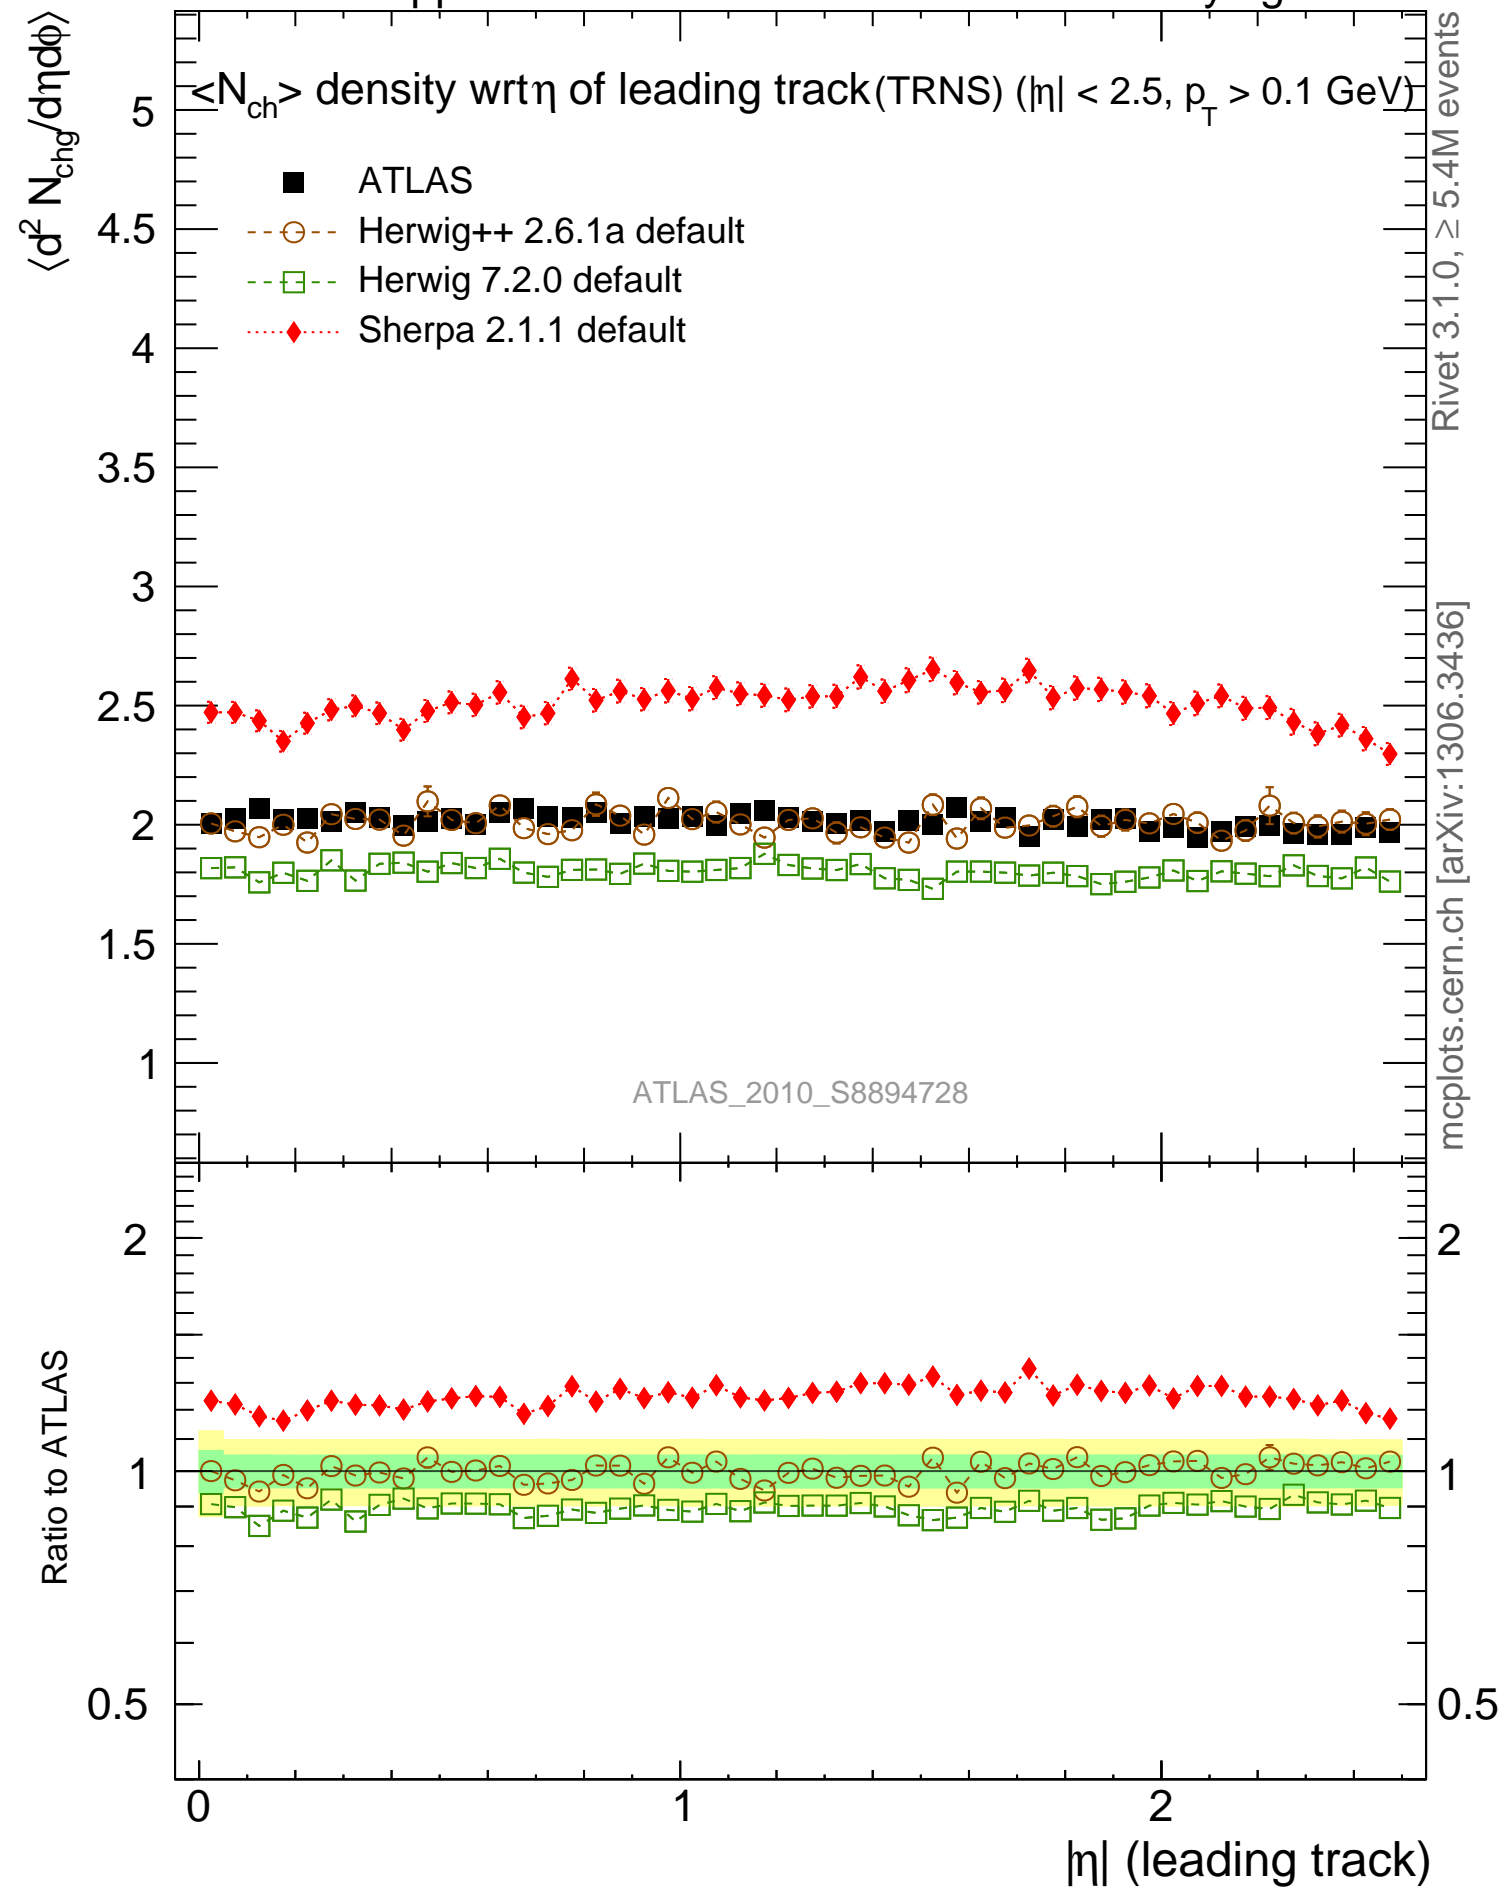 <N_ch> density wrt η of leading track (TRNS) (|η| < 2.5, p_T > 0.1 GeV)
⟨d² N_chg/dηdϕ⟩
ATLAS
Herwig++ 2.6.1a default
Herwig 7.2.0 default
Sherpa 2.1.1 default
5
4.5
4
3.5
3
2.5
2
1.5
1
ATLAS_2010_S8894728
Rivet 3.1.0, ≥ 5.4M events
mcplots.cern.ch [arXiv:1306.3436]
Ratio to ATLAS
2
1
0.5
2
1
0.5
0 1 2
|η| (leading track)